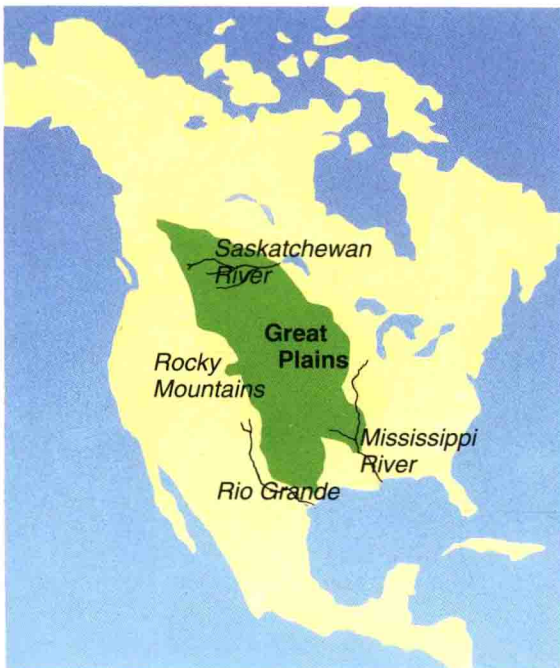 Saskatchewan
River
Great
Plains
Rocky
Mountains
Mississippi
River
Rio Grande